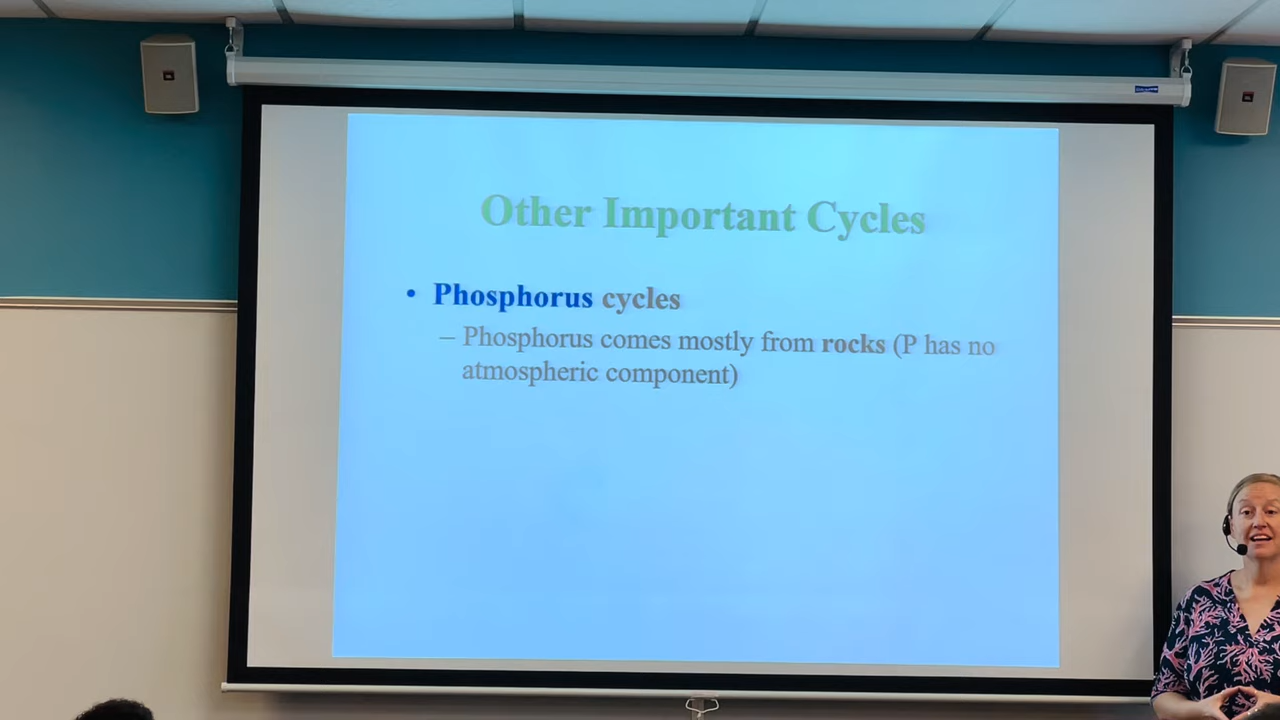 Other Important Cycles
• Phosphorus cycles
– Phosphorus comes mostly from rocks (P has no
atmospheric component)